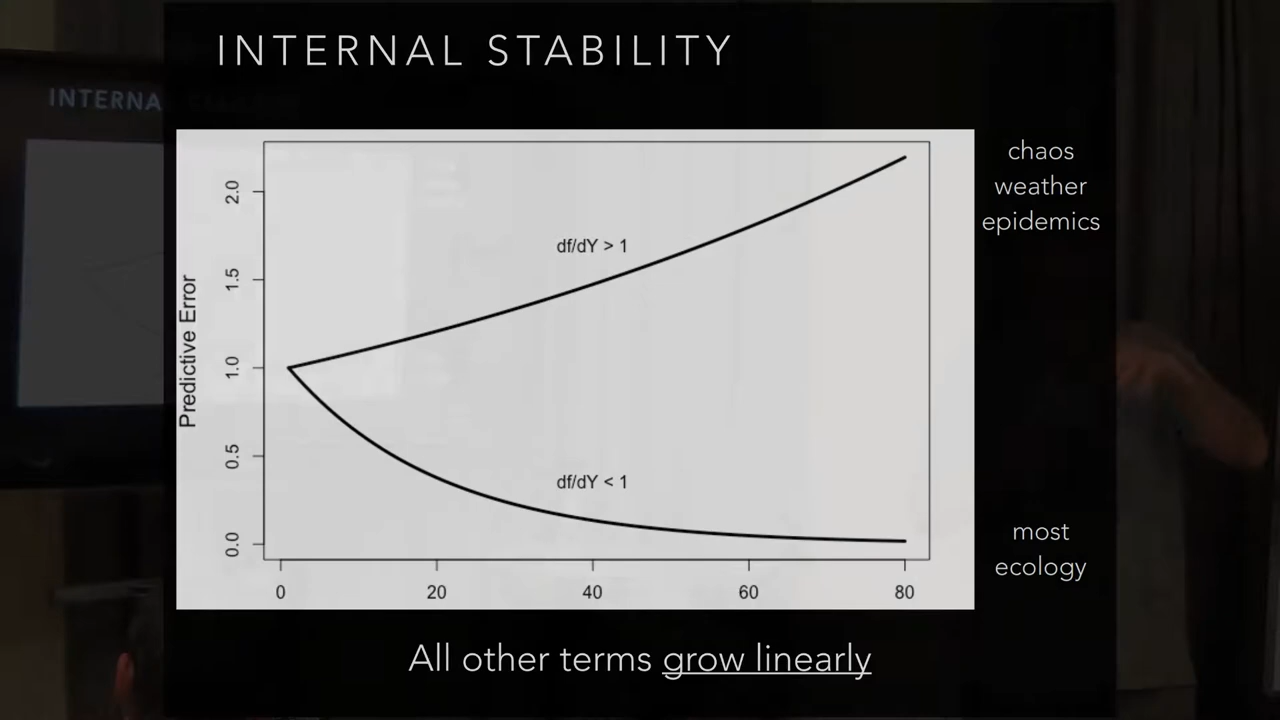 INTERNAL STABILITY
INTERNA
Predictive Error
2.0
1.5
1.0
0.5
0.0
df/dY > 1
df/dY < 1
0 20 40 60 80
chaos
weather
epidemics
most
ecology
All other terms grow linearly